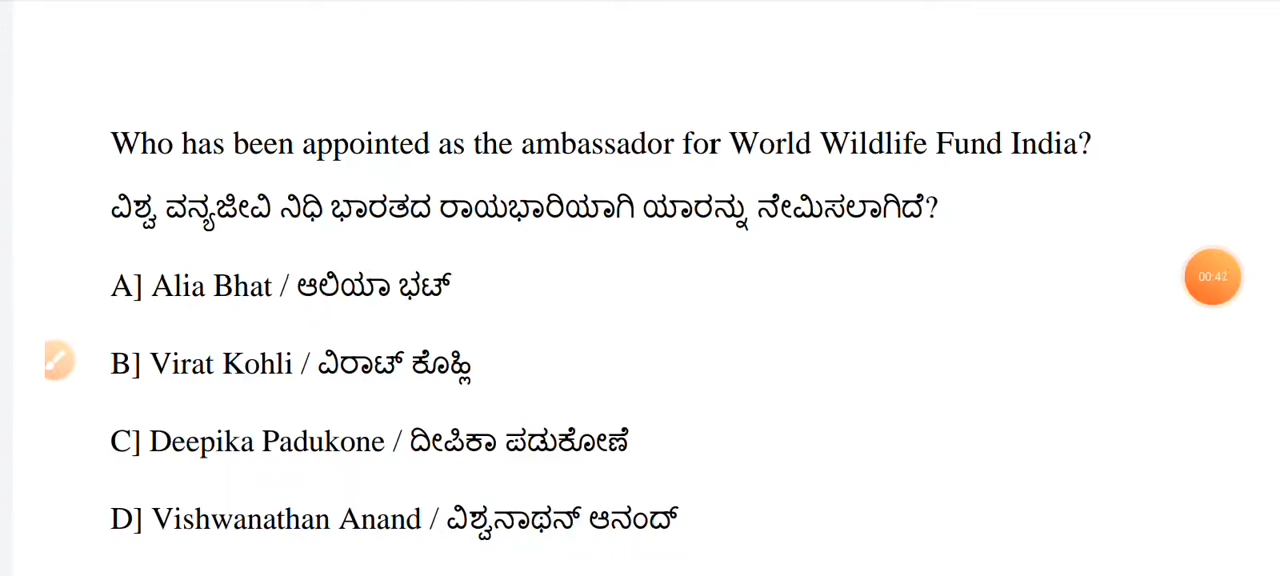 Who has been appointed as the ambassador for World Wildlife Fund India?
ವಿಶ್ವ ವನ್ಯಜೀವಿ ನಿಧಿ ಭಾರತದ ರಾಯಭಾರಿಯಾಗಿ ಯಾರನ್ನು ನೇಮಿಸಲಾಗಿದೆ?
A] Alia Bhat / ಆಲಿಯಾ ಭಟ್
00:42
B] Virat Kohli / ವಿರಾಟ್ ಕೊಹ್ಲಿ
C] Deepika Padukone / ದೀಪಿಕಾ ಪಡುಕೋಣೆ
D] Vishwanathan Anand / ವಿಶ್ವನಾಥನ್ ಆನಂದ್